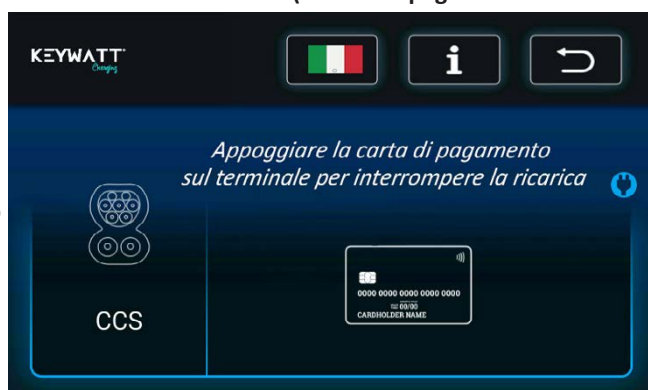 KEYWATT
Charging
Appoggiare la carta di pagamento
sul terminale per interrompere la ricarica
CCS
0000 0000 0000 0000 0000
00/00
CARDHOLDER NAME